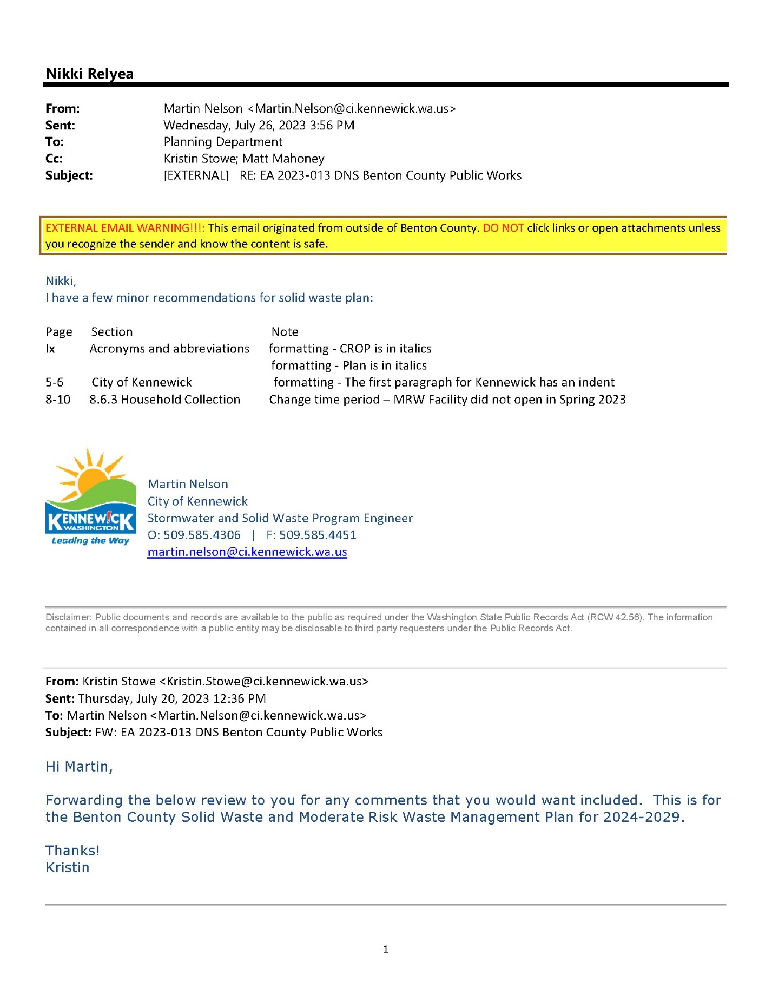 Nikki Relyea
From: Martin Nelson <Martin.Nelson@ci.kennewick.wa.us>
Sent: Wednesday, July 26, 2023 3:56 PM
To: Planning Department
Cc: Kristin Stowe; Matt Mahoney
Subject: [EXTERNAL] RE: EA 2023-013 DNS Benton County Public Works
EXTERNAL EMAIL WARNING!!!: This email originated from outside of Benton County. DO NOT click links or open attachments unless
you recognize the sender and know the content is safe.
Nikki,
I have a few minor recommendations for solid waste plan:
Page Section Note
Ix Acronyms and abbreviations formatting - CROP is in italics
formatting - Plan is in italics
5-6 City of Kennewick formatting - The first paragraph for Kennewick has an indent
8-10 8.6.3 Household Collection Change time period – MRW Facility did not open in Spring 2023
KENNEW!CK
WASHINGTON
Leading the Way
Martin Nelson
City of Kennewick
Stormwater and Solid Waste Program Engineer
O: 509.585.4306 | F: 509.585.4451
martin.nelson@ci.kennewick.wa.us
Disclaimer: Public documents and records are available to the public as required under the Washington State Public Records Act (RCW 42.56). The information
contained in all correspondence with a public entity may be disclosable to third party requesters under the Public Records Act.
From: Kristin Stowe <Kristin.Stowe@ci.kennewick.wa.us>
Sent: Thursday, July 20, 2023 12:36 PM
To: Martin Nelson <Martin.Nelson@ci.kennewick.wa.us>
Subject: FW: EA 2023-013 DNS Benton County Public Works
Hi Martin,
Forwarding the below review to you for any comments that you would want included. This is for
the Benton County Solid Waste and Moderate Risk Waste Management Plan for 2024-2029.
Thanks!
Kristin
1